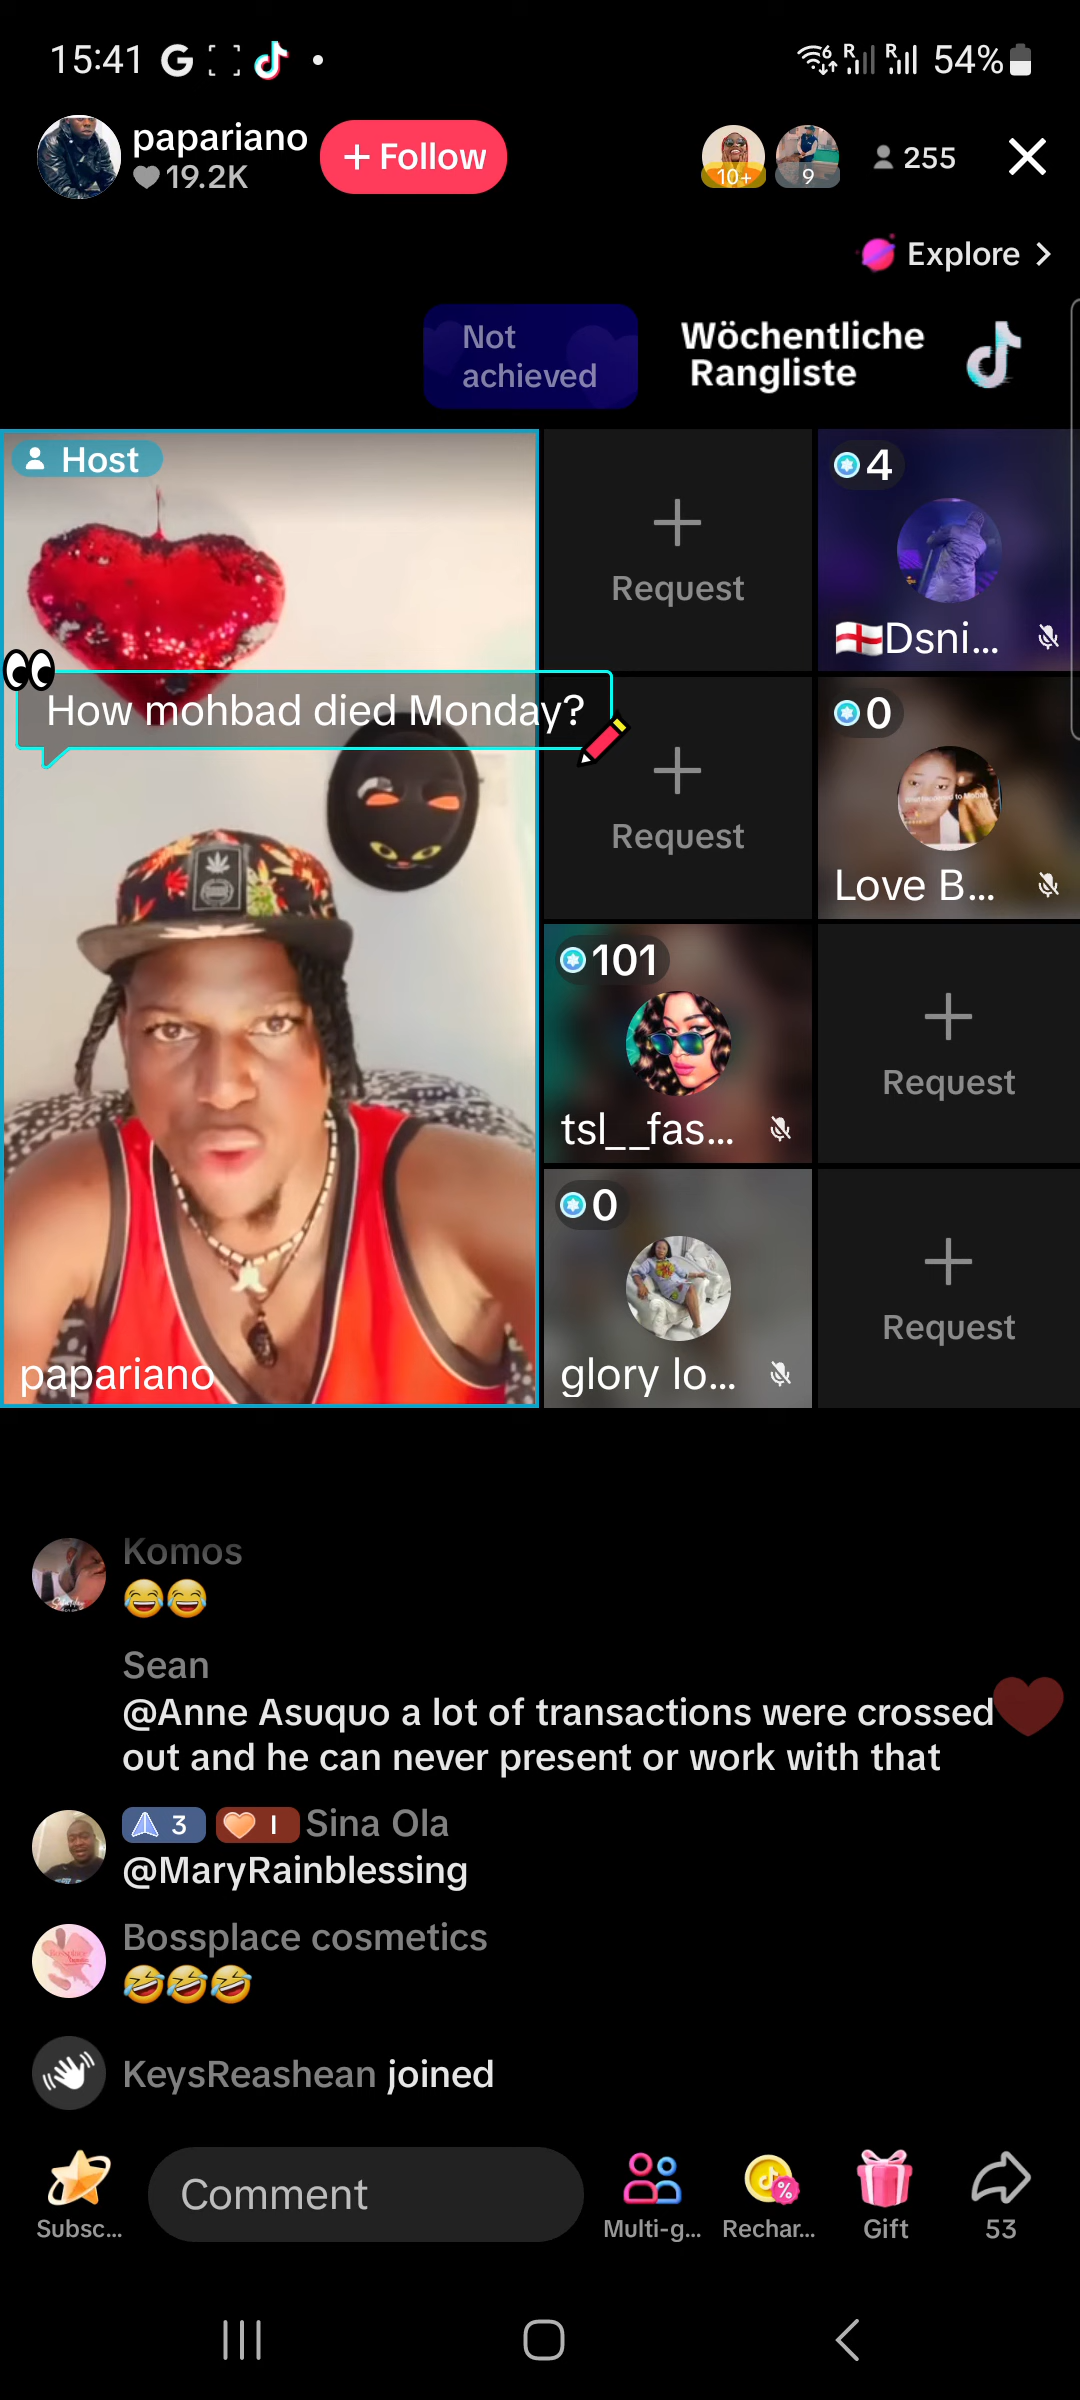 15:41
54%
papariano
19.2K
+ Follow
10+
9
255
Explore
Not
achieved
Wöchentliche
Rangliste
Host
Request
4
Dsni...
How mohbad died Monday?
Request
0
Love B...
101
tsl__fas...
Request
0
glory lo...
Request
papariano
Komos
😂😂
Sean
@Anne Asuquo a lot of transactions were crossed
out and he can never present or work with that
3 I Sina Ola
@MaryRainblessing
Bossplace cosmetics
🤣🤣🤣
KeysReashean joined
Subsc...
Comment
Multi-g...
Rechar...
Gift
53